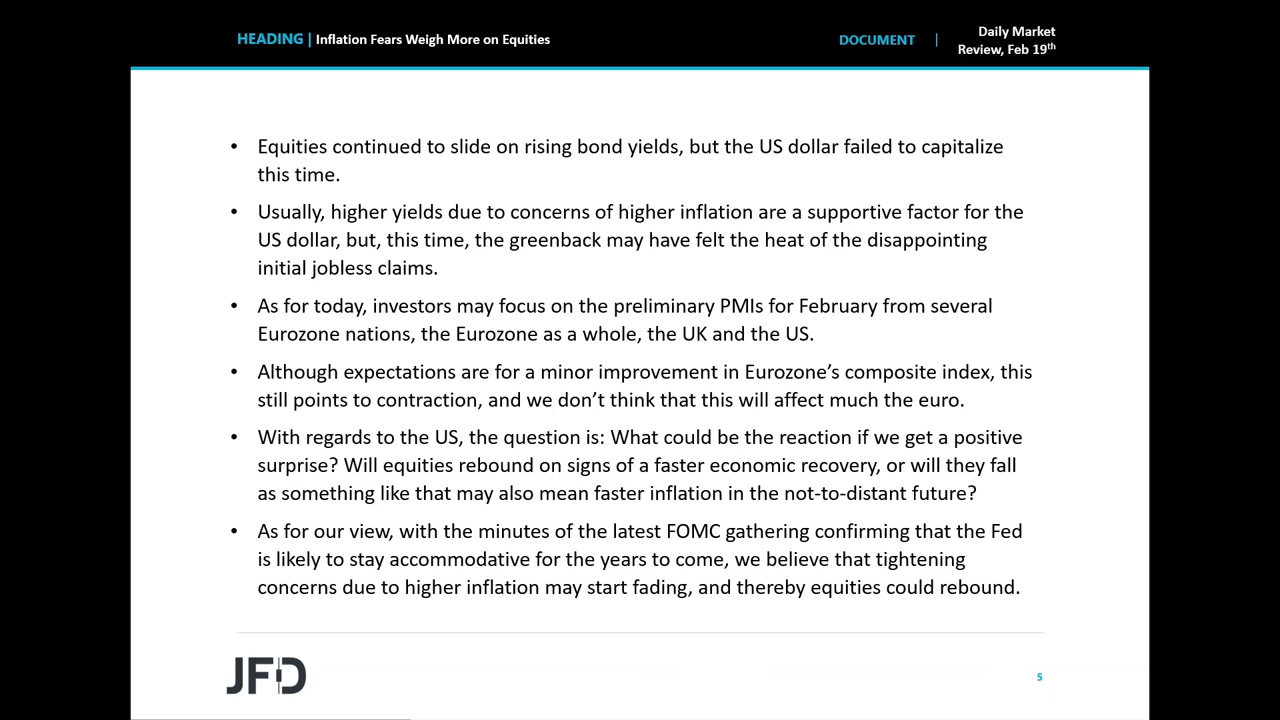 HEADING | Inflation Fears Weigh More on Equities
DOCUMENT |
Daily Market
Review, Feb 19th
• Equities continued to slide on rising bond yields, but the US dollar failed to capitalize
this time.
• Usually, higher yields due to concerns of higher inflation are a supportive factor for the
US dollar, but, this time, the greenback may have felt the heat of the disappointing
initial jobless claims.
• As for today, investors may focus on the preliminary PMIs for February from several
Eurozone nations, the Eurozone as a whole, the UK and the US.
• Although expectations are for a minor improvement in Eurozone’s composite index, this
still points to contraction, and we don’t think that this will affect much the euro.
• With regards to the US, the question is: What could be the reaction if we get a positive
surprise? Will equities rebound on signs of a faster economic recovery, or will they fall
as something like that may also mean faster inflation in the not-to-distant future?
• As for our view, with the minutes of the latest FOMC gathering confirming that the Fed
is likely to stay accommodative for the years to come, we believe that tightening
concerns due to higher inflation may start fading, and thereby equities could rebound.
JFD
5